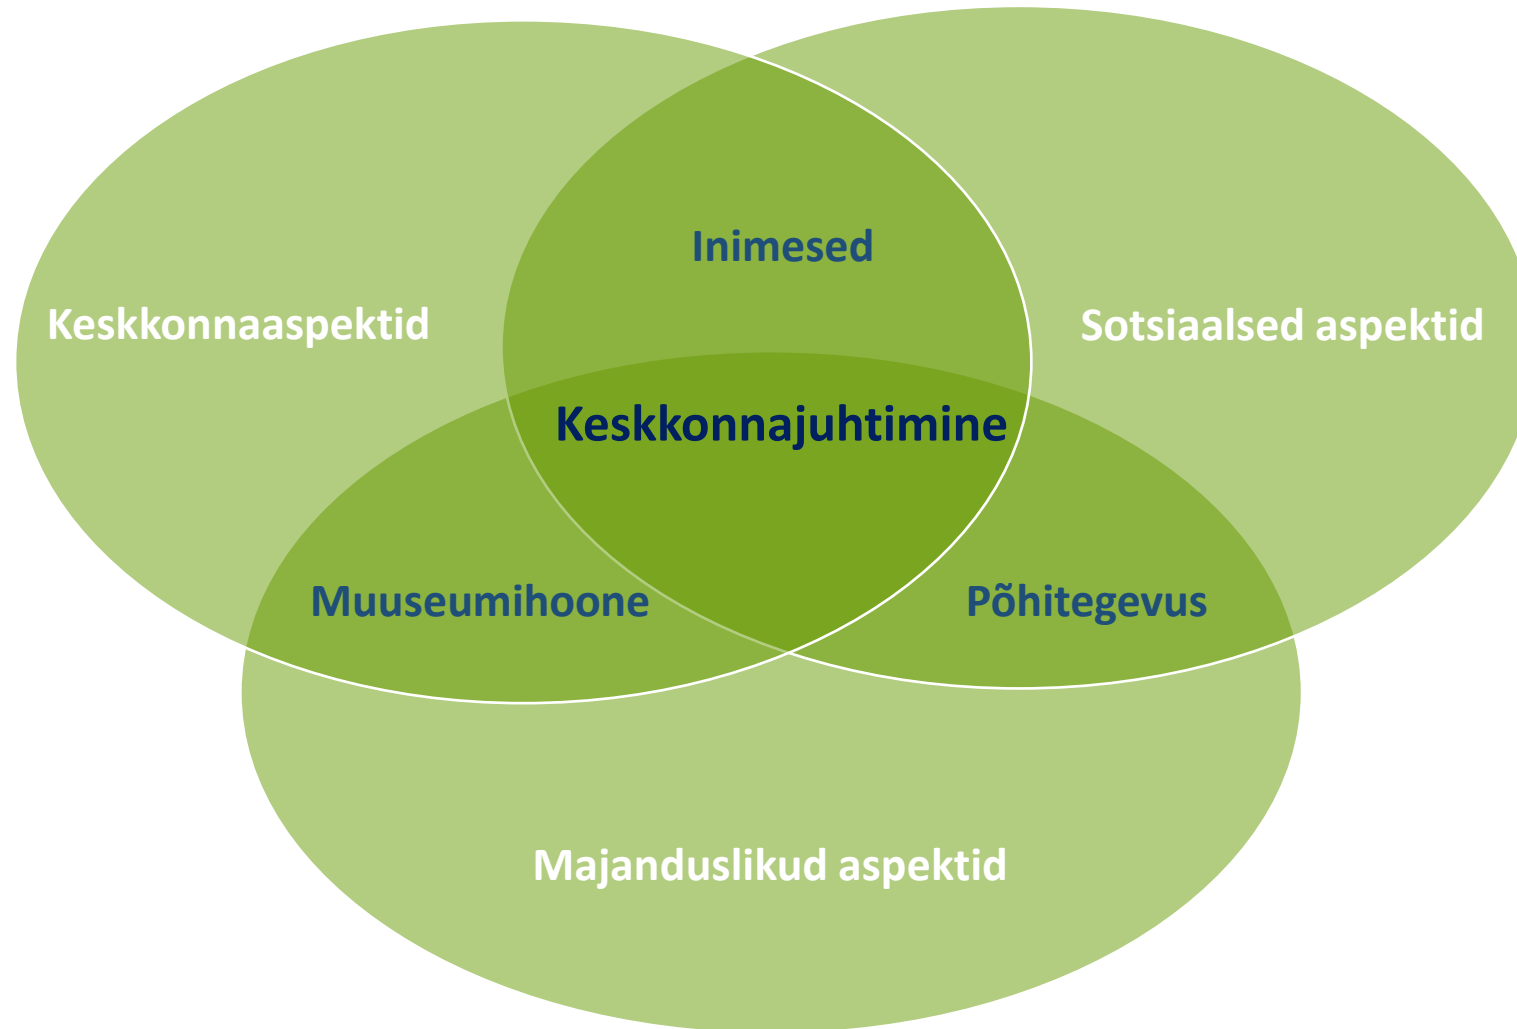 Inimesed
Keskkonnaaspektid
Sotsiaalsed aspektid
Keskkonnajuhtimine
Muuseumihoone
Põhitegevus
Majanduslikud aspektid